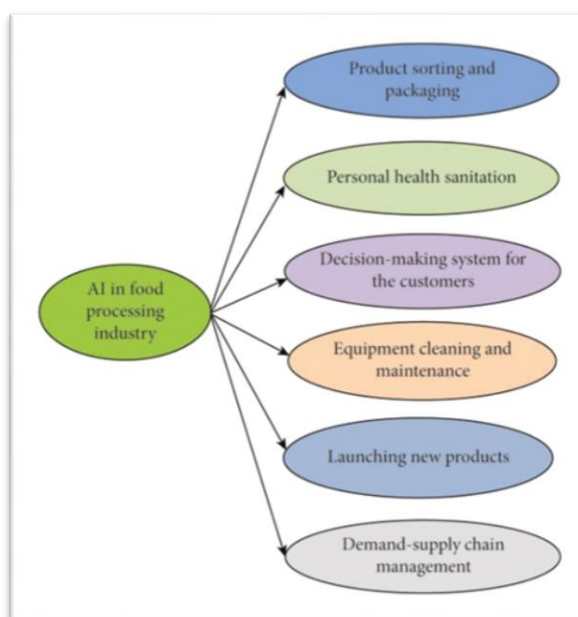 Product sorting and
packaging
Personal health sanitation
Decision-making system for
the customers
AI in food
processing
industry
Equipment cleaning and
maintenance
Launching new products
Demand-supply chain
management